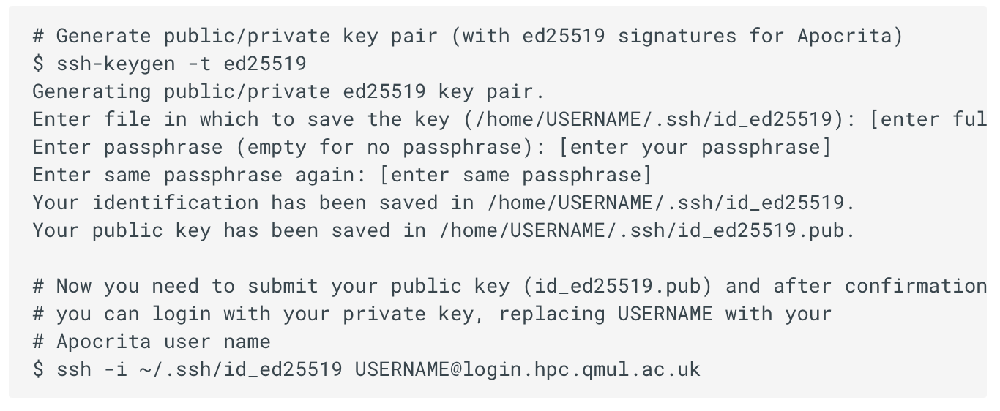 # Generate public/private key pair (with ed25519 signatures for Apocrita)
$ ssh-keygen -t ed25519
Generating public/private ed25519 key pair.
Enter file in which to save the key (/home/USERNAME/.ssh/id_ed25519): [enter ful
Enter passphrase (empty for no passphrase): [enter your passphrase]
Enter same passphrase again: [enter same passphrase]
Your identification has been saved in /home/USERNAME/.ssh/id_ed25519.
Your public key has been saved in /home/USERNAME/.ssh/id_ed25519.pub.
# Now you need to submit your public key (id_ed25519.pub) and after confirmation
# you can login with your private key, replacing USERNAME with your
# Apocrita user name
$ ssh -i ~/.ssh/id_ed25519 USERNAME@login.hpc.qmul.ac.uk